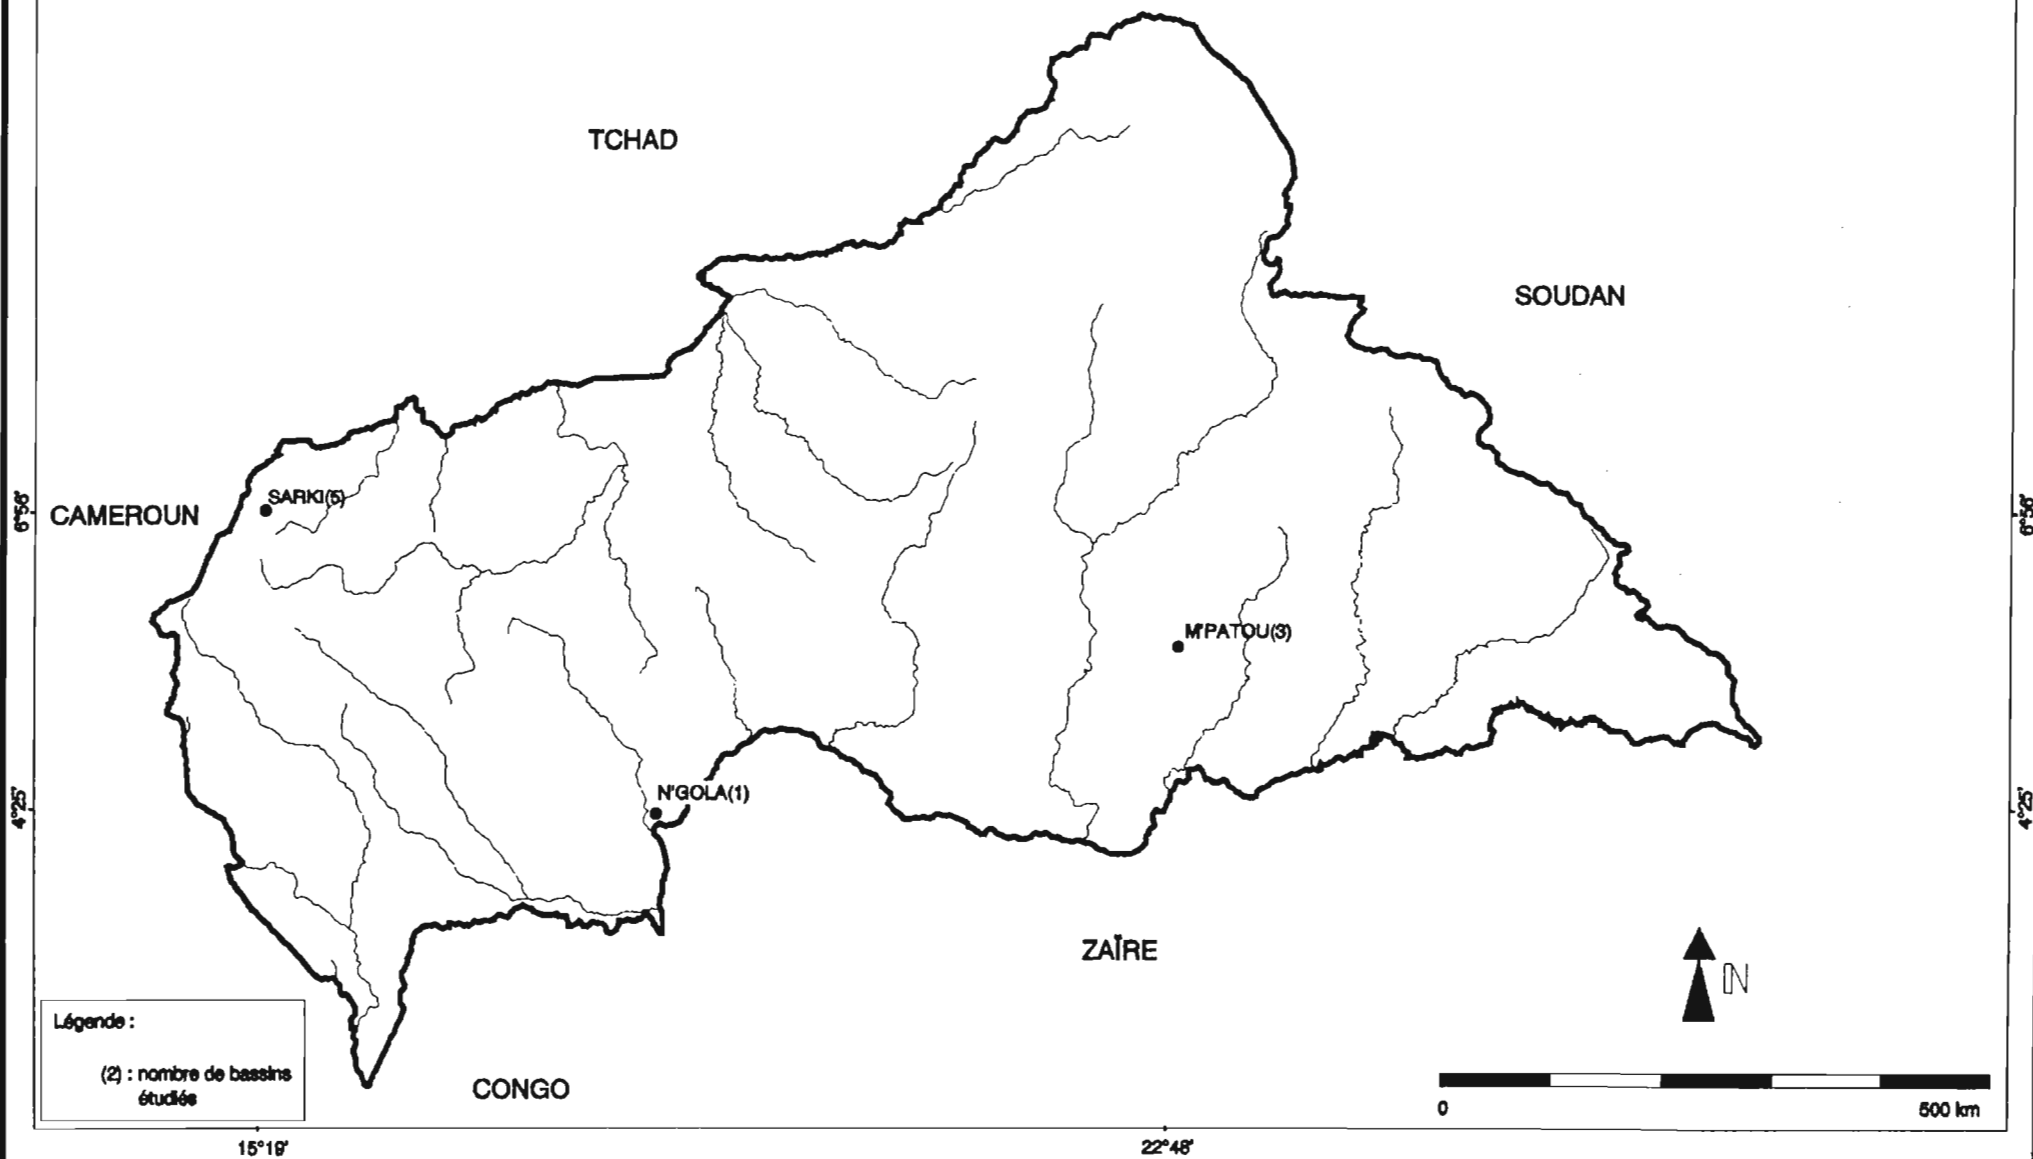 TCHAD
SOUDAN
SARKI(5)
CAMEROUN
6°56'
6°56'
M'PATOU(3)
N'GOLA(1)
4°25'
4°25'
ZAÏRE
N
Légende :
(2) : nombre de bassins
étudiés
CONGO
0
500 km
15°19'
22°48'